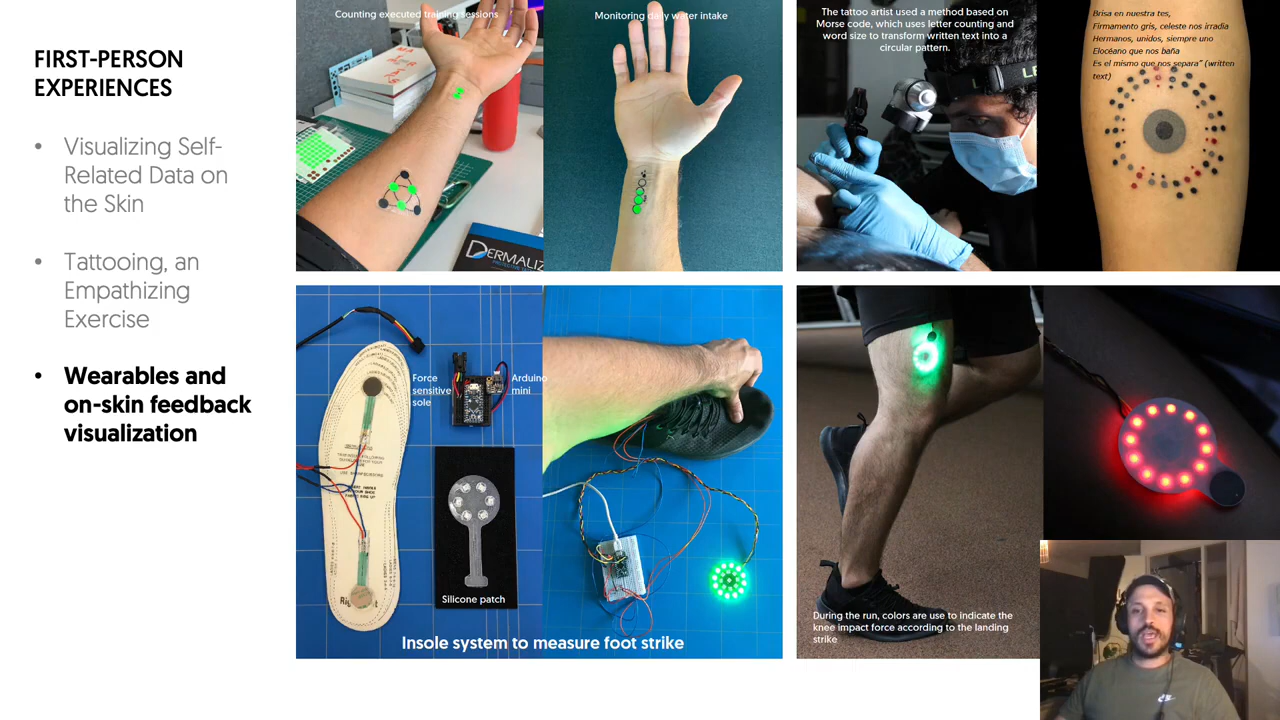 FIRST-PERSON
EXPERIENCES
• Visualizing Self-
Related Data on
the Skin
• Tattooing, an
Empathizing
Exercise
• Wearables and
on-skin feedback
visualization
Counting executed training sessions
Monitoring daily water intake
The tattoo artist used a method based on
Morse code, which uses letter counting and
word size to transform written text into a
circular pattern.
Brisa en nuestra tes,
Firmamento gris, celeste nos irradia
Hermanos, unidos, siempre uno
Elocéano que nos baña
Es el mismo que nos separa" (written
text)
DERMALIZ
Force
sensitive
sole
Arduino
mini
Silicone patch
Insole system to measure foot strike
During the run, colors are use to indicate the
knee impact force according to the landing
strike